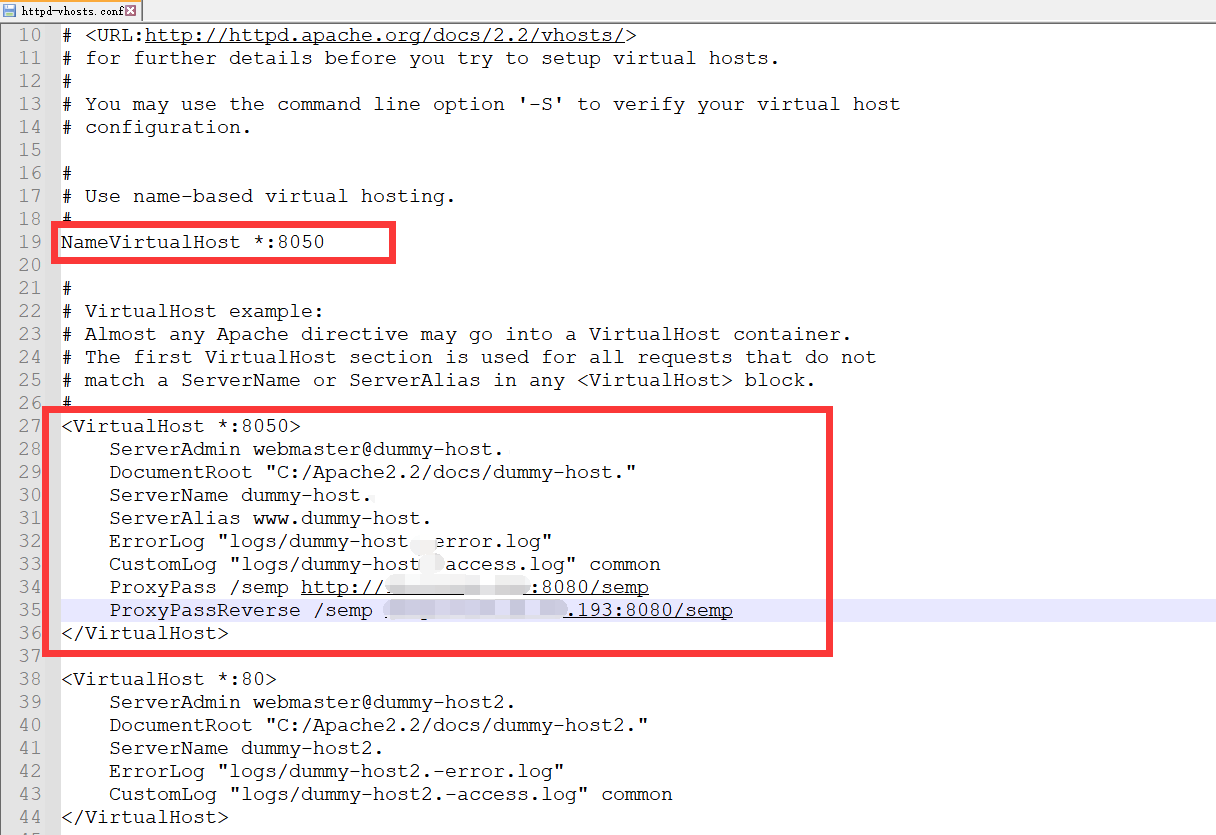 httpd-vhosts.conf
10 # <URL:http://httpd.apache.org/docs/2.2/vhosts/>
11 # for further details before you try to setup virtual hosts.
12 #
13 # You may use the command line option '-S' to verify your virtual host
14 # configuration.
15
16 #
17 # Use name-based virtual hosting.
18 #
19 NameVirtualHost *:8050
20
21 #
22 # VirtualHost example:
23 # Almost any Apache directive may go into a VirtualHost container.
24 # The first VirtualHost section is used for all requests that do not
25 # match a ServerName or ServerAlias in any <VirtualHost> block.
26 #
27 <VirtualHost *:8050>
28 ServerAdmin webmaster@dummy-host.
29 DocumentRoot "C:/Apache2.2/docs/dummy-host."
30 ServerName dummy-host.
31 ServerAlias www.dummy-host.
32 ErrorLog "logs/dummy-host error.log"
33 CustomLog "logs/dummy-host access.log" common
34 ProxyPass /semp http:// :8080/semp
35 ProxyPassReverse /semp .193:8080/semp
36 </VirtualHost>
37
38 <VirtualHost *:80>
39 ServerAdmin webmaster@dummy-host2.
40 DocumentRoot "C:/Apache2.2/docs/dummy-host2."
41 ServerName dummy-host2.
42 ErrorLog "logs/dummy-host2.-error.log"
43 CustomLog "logs/dummy-host2.-access.log" common
44 </VirtualHost>